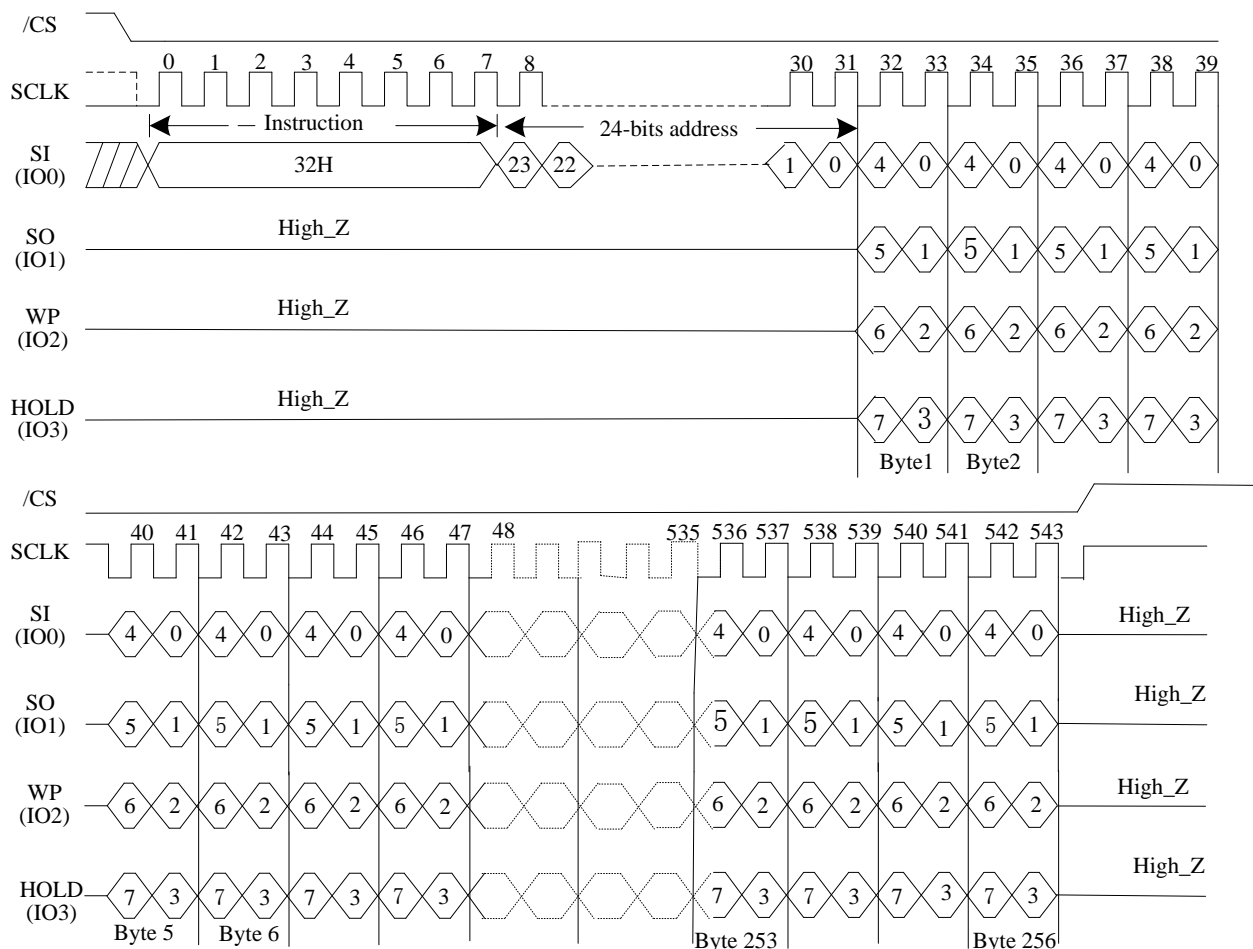 /CS
0 1 2 3 4 5 6 7 8 30 31 32 33 34 35 36 37 38 39
SCLK
Instruction 24-bits address
SI
(IO0)
32H 23 22 1 0 4 0 4 0 4 0 4 0
SO
(IO1)
High_Z 5 1 5 1 5 1 5 1
WP
(IO2)
High_Z 6 2 6 2 6 2 6 2
HOLD
(IO3)
High_Z 7 3 7 3 7 3 7 3
Byte1 Byte2
/CS
40 41 42 43 44 45 46 47 48 535 536 537 538 539 540 541 542 543
SCLK
SI
(IO0)
4 0 4 0 4 0 4 0 4 0 4 0 4 0 4 0 High_Z
SO
(IO1)
5 1 5 1 5 1 5 1 5 1 5 1 5 1 5 1 High_Z
WP
(IO2)
6 2 6 2 6 2 6 2 6 2 6 2 6 2 6 2 High_Z
HOLD
(IO3)
7 3 7 3 7 3 7 3 7 3 7 3 7 3 7 3 High_Z
Byte 5 Byte 6 Byte 253 Byte 256